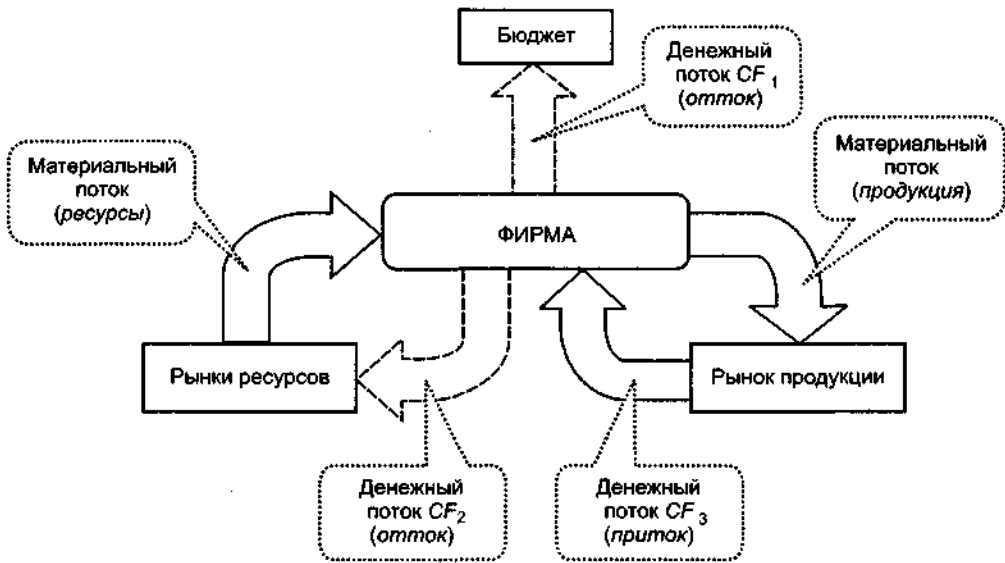 Бюджет
Денежный
поток CF₁
(отток)
Материальный
поток
(ресурсы)
Материальный
поток
(продукция)
ФИРМА
Рынки ресурсов
Рынок продукции
Денежный
поток CF₂
(отток)
Денежный
поток CF₃
(приток)